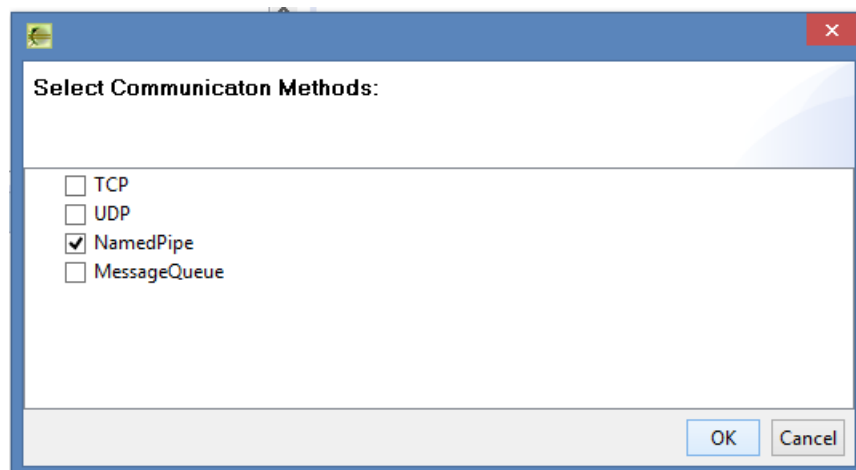 Select Communicaton Methods:
TCP
UDP
NamedPipe
MessageQueue
OK Cancel